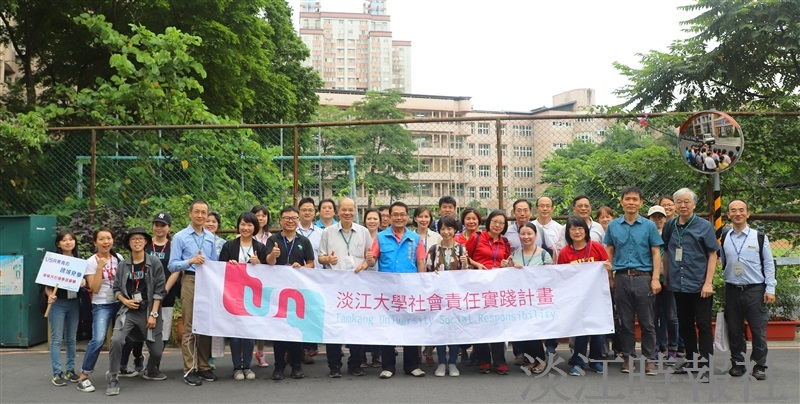 淡江大學社會責任實踐計畫
Tamkang University Social Responsibility
淡江時報社